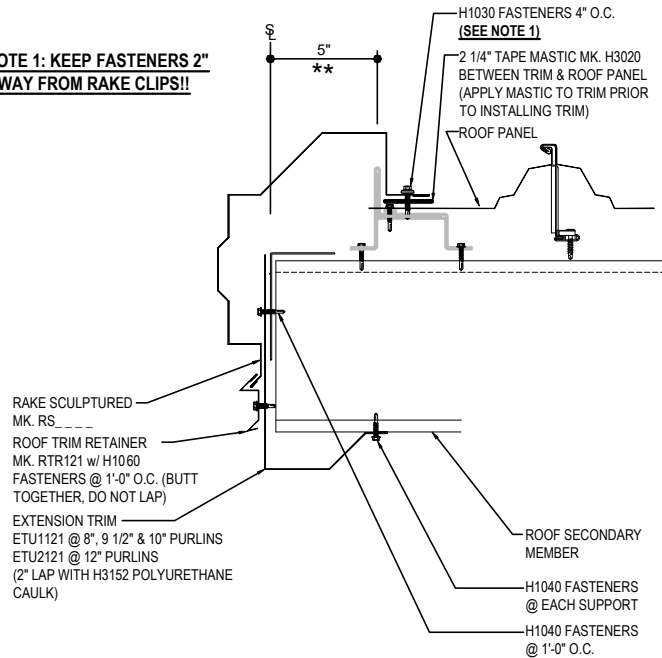 OTE 1: KEEP FASTENERS 2"
WAY FROM RAKE CLIPS!!
5"
**
H1030 FASTENERS 4" O.C.
(SEE NOTE 1)
2 1/4" TAPE MASTIC MK. H3020
BETWEEN TRIM & ROOF PANEL
(APPLY MASTIC TO TRIM PRIOR
TO INSTALLING TRIM)
ROOF PANEL
RAKE SCULPTURED
MK. RS_ _ _ _
ROOF TRIM RETAINER
MK. RTR121 w/ H1060
FASTENERS @ 1'-0" O.C. (BUTT
TOGETHER, DO NOT LAP)
EXTENSION TRIM
ETU1121 @ 8", 9 1/2" & 10" PURLINS
ETU2121 @ 12" PURLINS
(2" LAP WITH H3152 POLYURETHANE
CAULK)
ROOF SECONDARY
MEMBER
H1040 FASTENERS
@ EACH SUPPORT
H1040 FASTENERS
@ 1'-0" O.C.